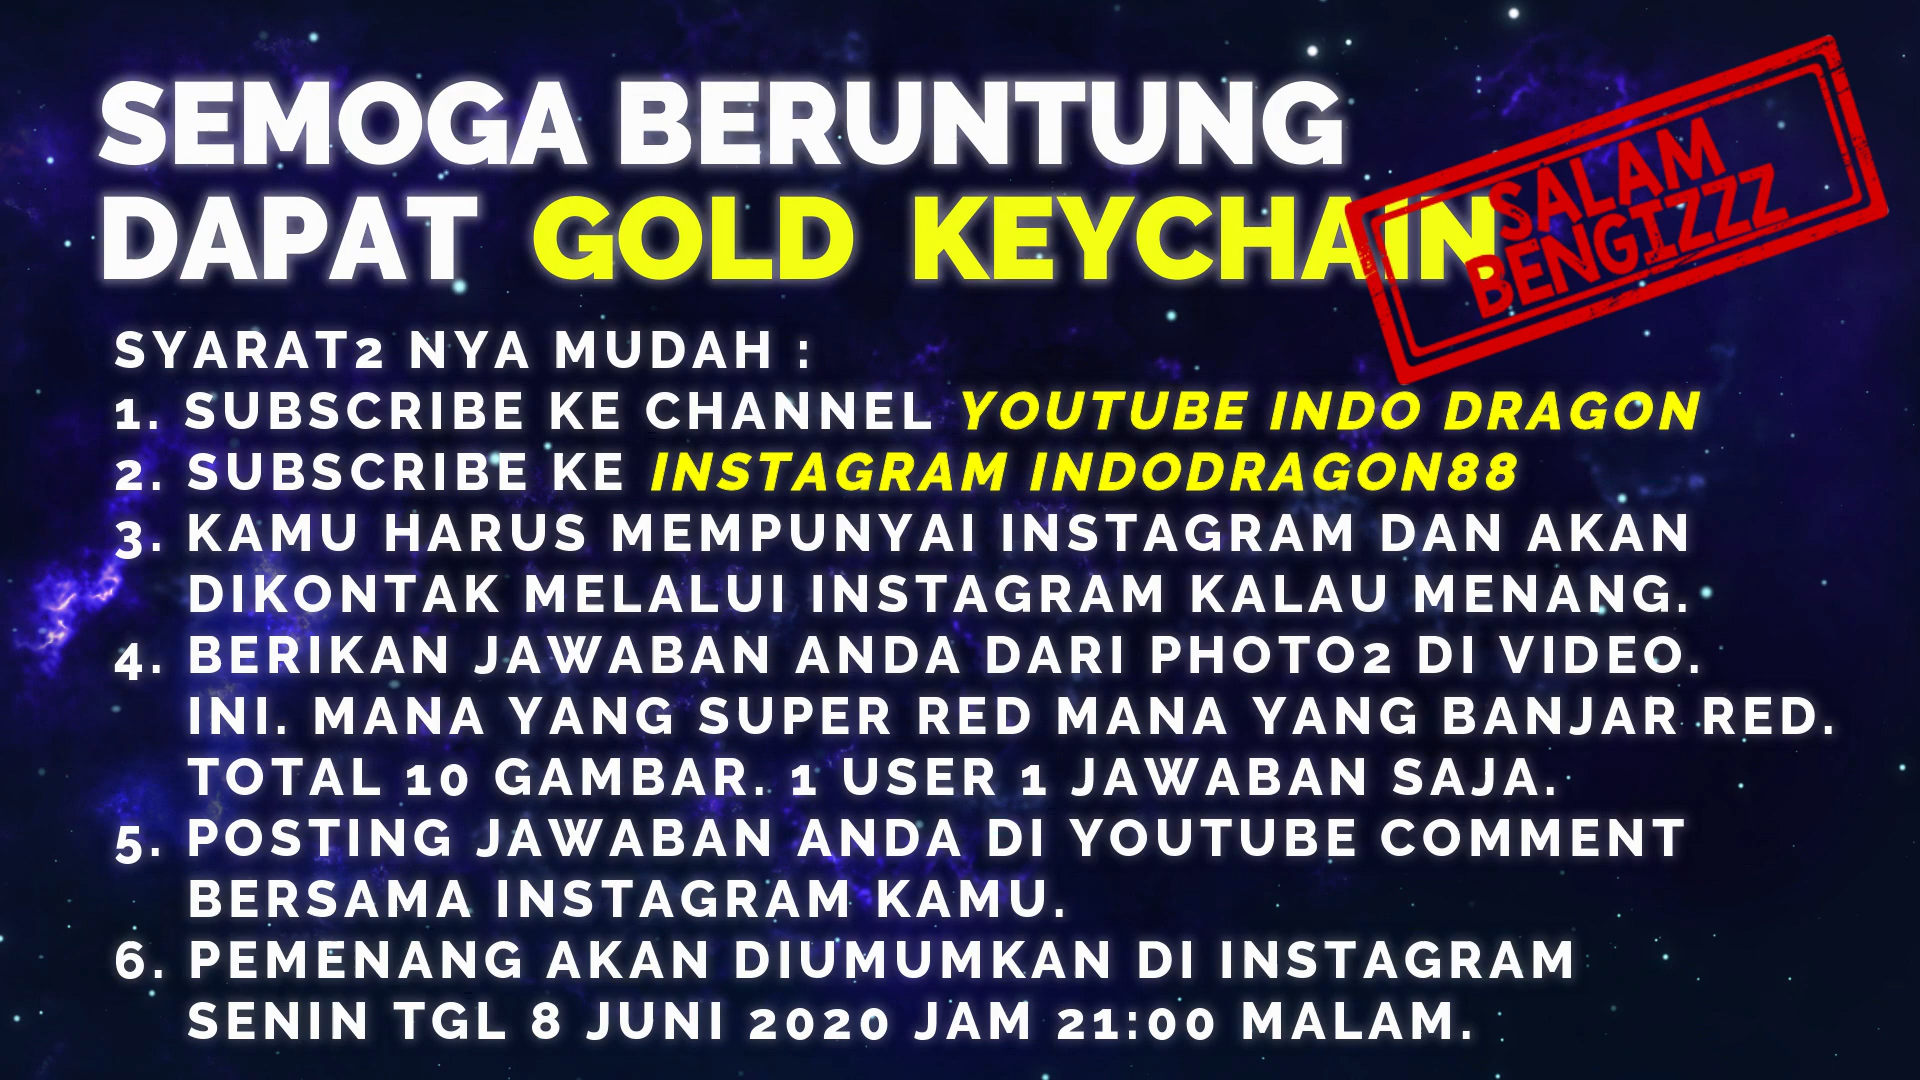 SEMOGA BERUNTUNG
DAPAT GOLD KEYCHAIN
SALAM
BENGIZZZ
SYARAT2 NYA MUDAH :
1. SUBSCRIBE KE CHANNEL YOUTUBE INDO DRAGON
2. SUBSCRIBE KE INSTAGRAM INDODRAGON88
3. KAMU HARUS MEMPUNYAI INSTAGRAM DAN AKAN
DIKONTAK MELALUI INSTAGRAM KALAU MENANG.
4. BERIKAN JAWABAN ANDA DARI PHOTO2 DI VIDEO.
INI. MANA YANG SUPER RED MANA YANG BANJAR RED.
TOTAL 10 GAMBAR. 1 USER 1 JAWABAN SAJA.
5. POSTING JAWABAN ANDA DI YOUTUBE COMMENT
BERSAMA INSTAGRAM KAMU.
6. PEMENANG AKAN DIUMUMKAN DI INSTAGRAM
SENIN TGL 8 JUNI 2020 JAM 21:00 MALAM.